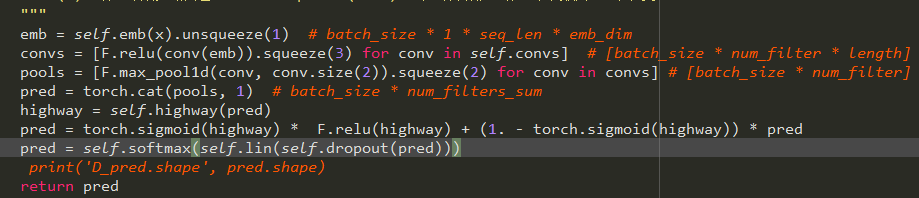 """
emb = self.emb(x).unsqueeze(1)  # batch_size * 1 * seq_len * emb_dim
convs = [F.relu(conv(emb)).squeeze(3) for conv in self.convs]  # [batch_size * num_filter * length]
pools = [F.max_pool1d(conv, conv.size(2)).squeeze(2) for conv in convs] # [batch_size * num_filter]
pred = torch.cat(pools, 1)  # batch_size * num_filters_sum
highway = self.highway(pred)
pred = torch.sigmoid(highway) *  F.relu(highway) + (1. - torch.sigmoid(highway)) * pred
pred = self.softmax(self.lin(self.dropout(pred)))
print('D_pred.shape', pred.shape)
return pred